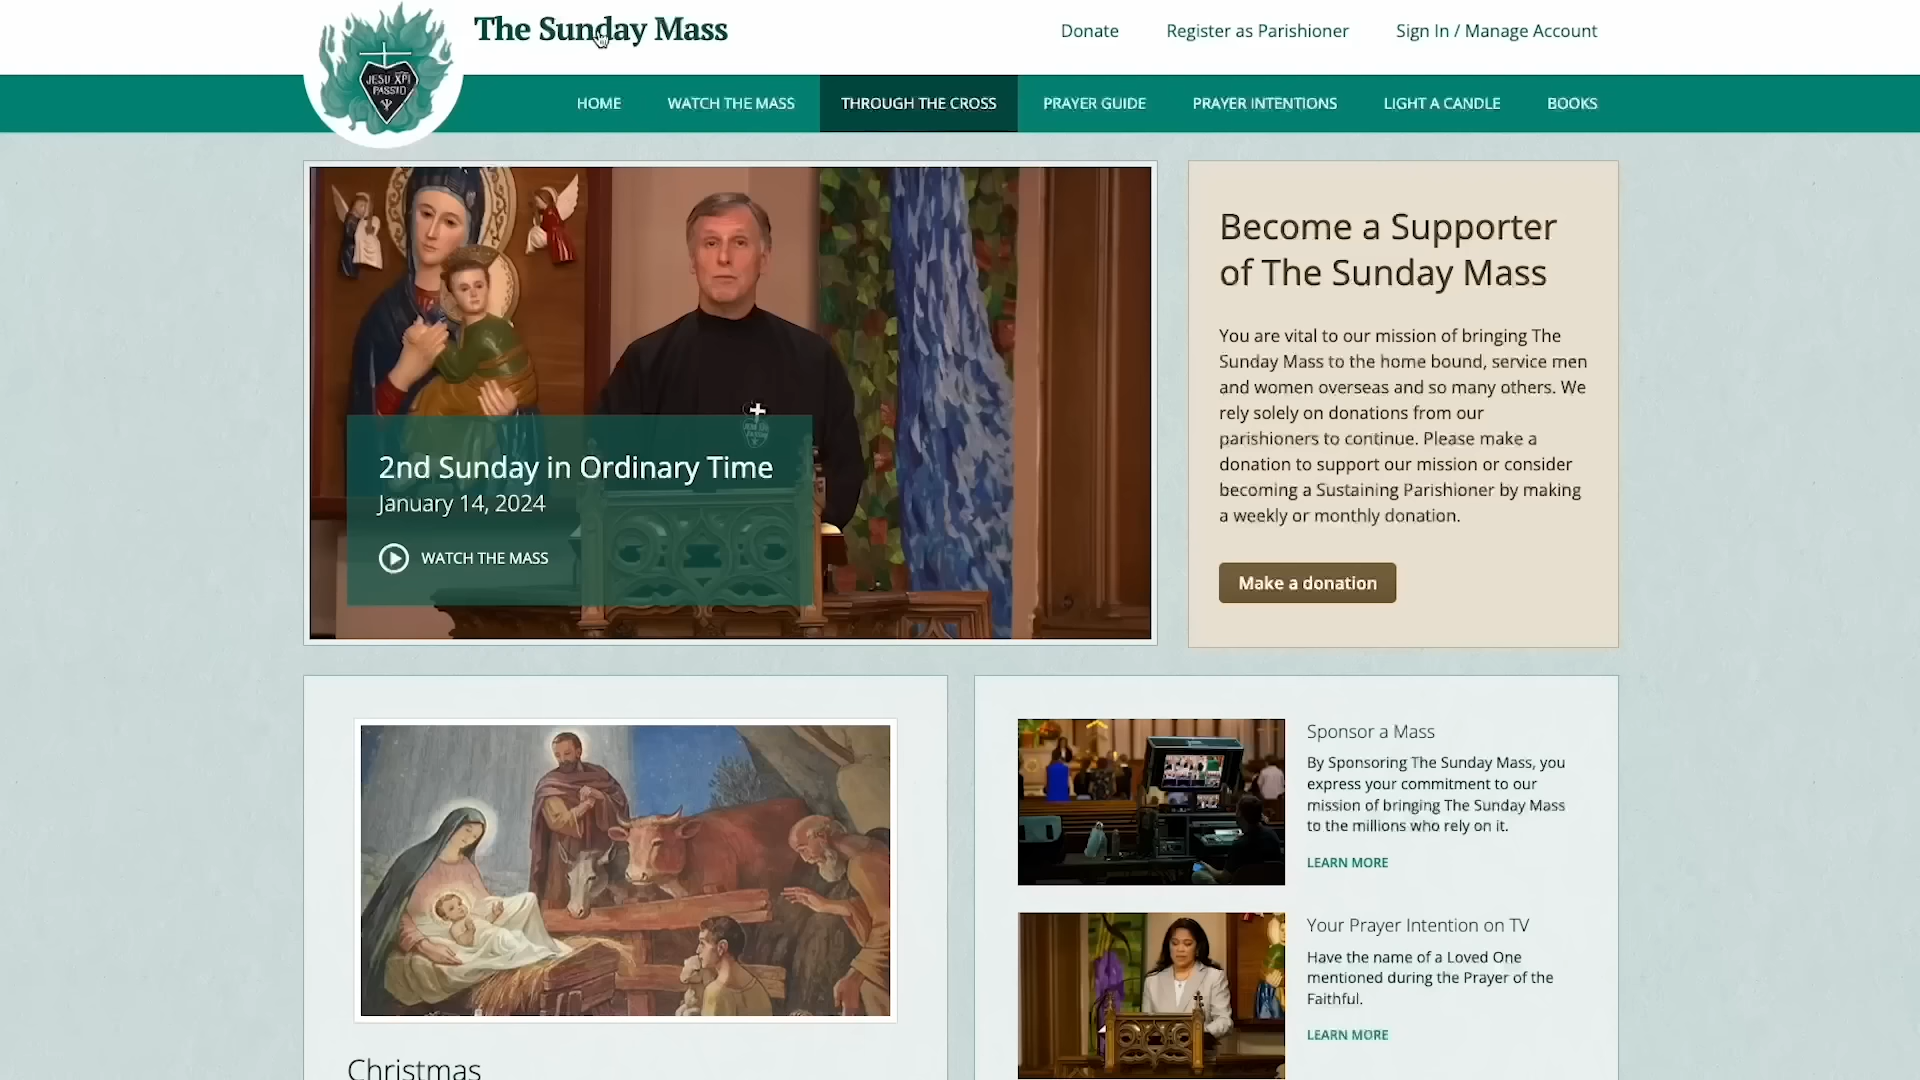 The Sunday Mass
Donate
Register as Parishioner
Sign In / Manage Account
JESU XPI
PASSIO
HOME
WATCH THE MASS
THROUGH THE CROSS
PRAYER GUIDE
PRAYER INTENTIONS
LIGHT A CANDLE
BOOKS
2nd Sunday in Ordinary Time
January 14, 2024
WATCH THE MASS
Become a Supporter
of The Sunday Mass
You are vital to our mission of bringing The
Sunday Mass to the home bound, service men
and women overseas and so many others. We
rely solely on donations from our
parishioners to continue. Please make a
donation to support our mission or consider
becoming a Sustaining Parishioner by making
a weekly or monthly donation.
Make a donation
Christmas
Sponsor a Mass
By Sponsoring The Sunday Mass, you
express your commitment to our
mission of bringing The Sunday Mass
to the millions who rely on it.
LEARN MORE
Your Prayer Intention on TV
Have the name of a Loved One
mentioned during the Prayer of the
Faithful.
LEARN MORE